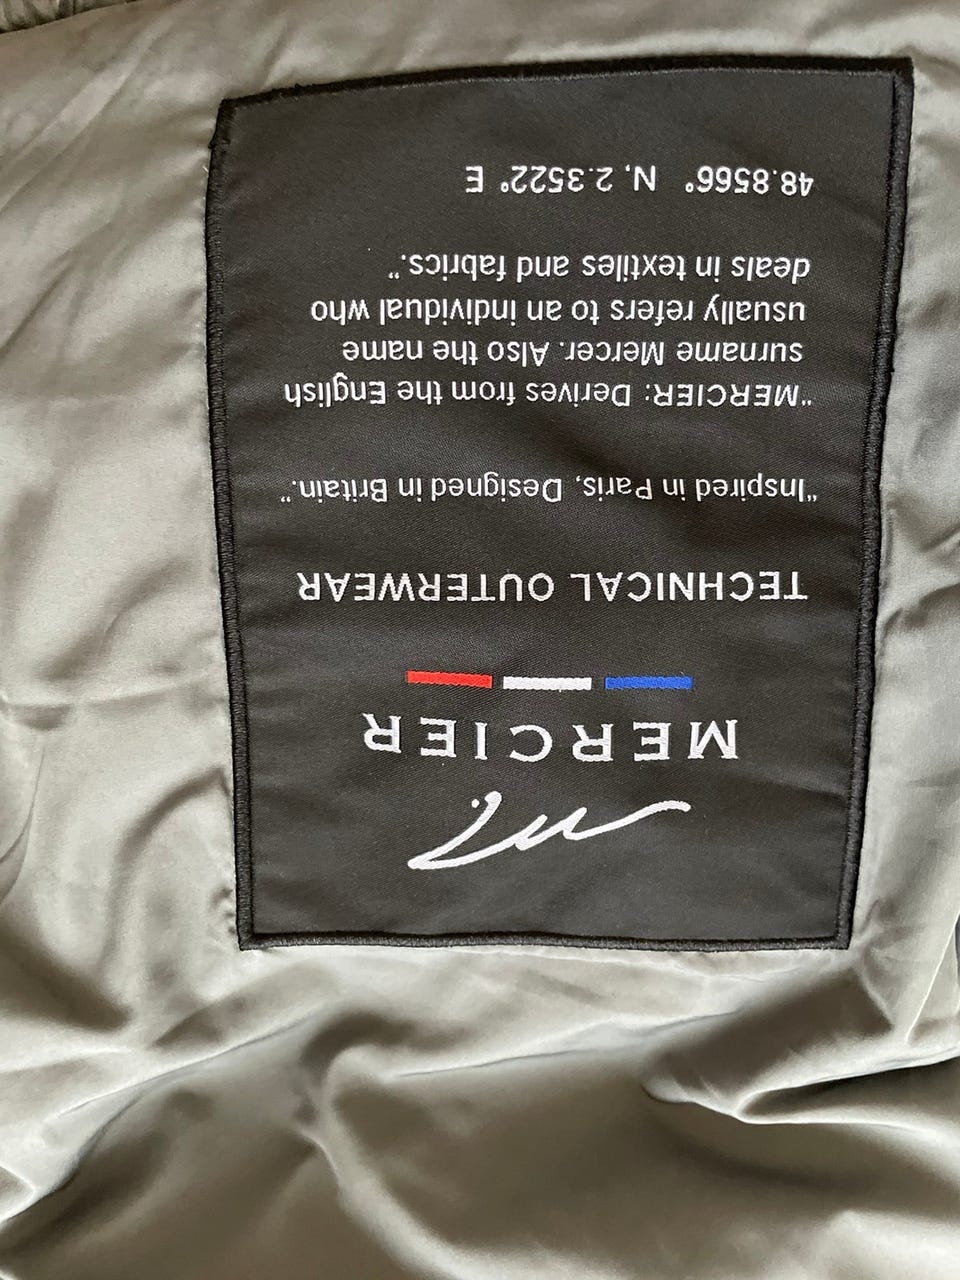 MERCIER
TECHNICAL OUTERWEAR
"Inspired in Paris, Designed in Britain."
"MERCIER: Derives from the English
surname Mercer. Also the name
usually refers to an individual who
deals in textiles and fabrics."
48.8566° N, 2.3522° E